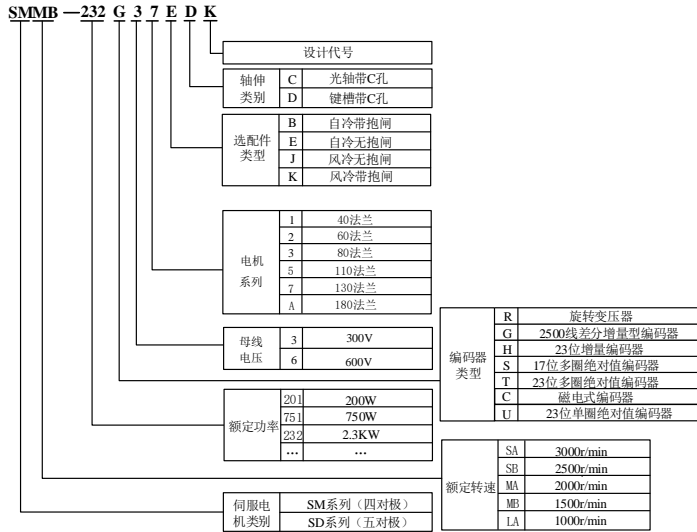 SMMB—232 G 3 7 E D K
设计代号
轴伸类别
C 光轴带C孔
D 键槽带C孔
选配件类型
B 自冷带抱闸
E 自冷无抱闸
J 风冷无抱闸
K 风冷带抱闸
电机系列
1 40法兰
2 60法兰
3 80法兰
5 110法兰
7 130法兰
A 180法兰
母线电压
3 300V
6 600V
编码器类型
R 旋转变压器
G 2500线差分增量型编码器
H 23位增量编码器
S 17位多圈绝对值编码器
T 23位多圈绝对值编码器
C 磁电式编码器
U 23位单圈绝对值编码器
额定功率
201 200W
751 750W
232 2.3KW
… …
额定转速
SA 3000r/min
SB 2500r/min
MA 2000r/min
MB 1500r/min
LA 1000r/min
伺服电机类别
SM系列（四对极）
SD系列（五对极）